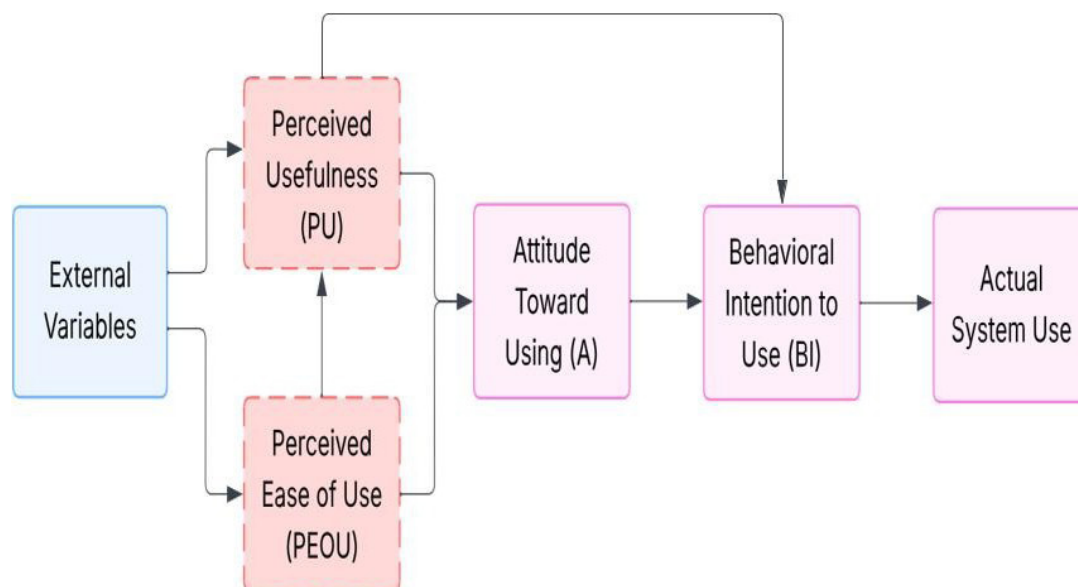 External
Variables
Perceived
Usefulness
(PU)
Perceived
Ease of Use
(PEOU)
Attitude
Toward
Using (A)
Behavioral
Intention to
Use (BI)
Actual
System Use